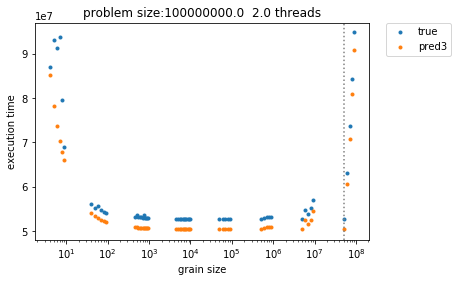 problem size:100000000.0 2.0 threads
1e7
true
pred3
9
8
7
6
5
execution time
10¹ 10² 10³ 10⁴ 10⁵ 10⁶ 10⁷ 10⁸
grain size